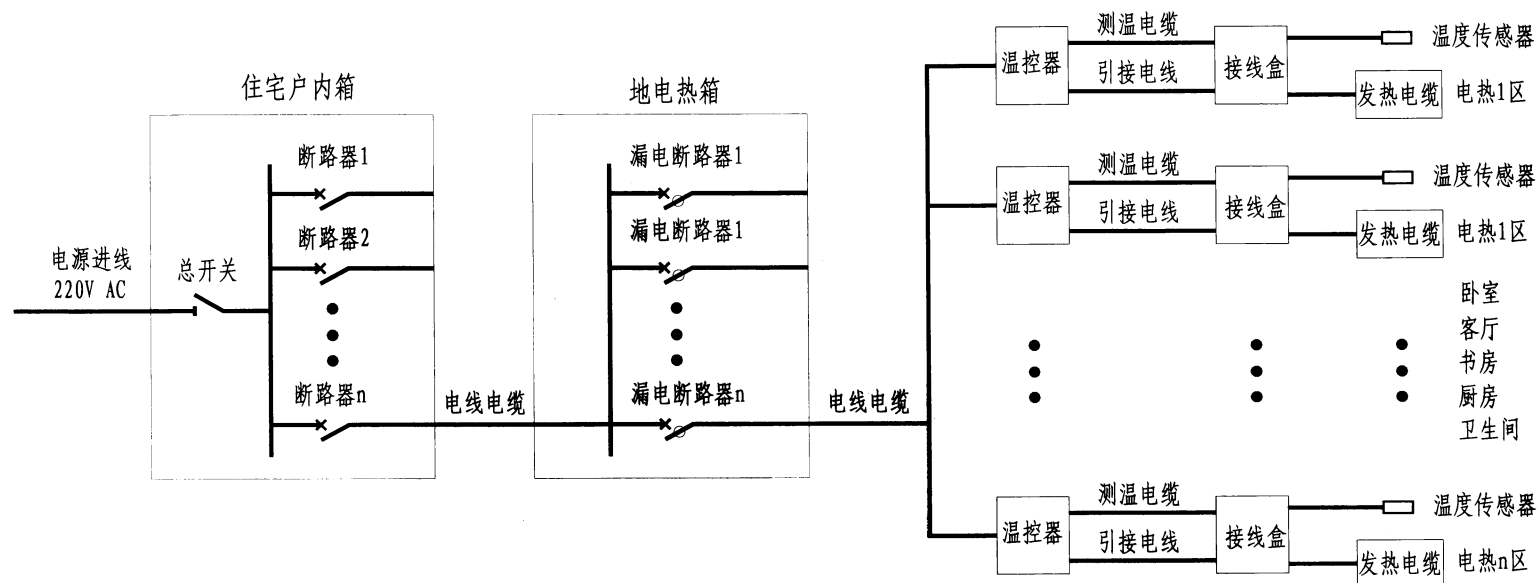 住宅户内箱
地电热箱
电源进线
220V AC
总开关
断路器1
断路器2
断路器n
电线电缆
漏电断路器1
漏电断路器1
漏电断路器n
电线电缆
温控器
测温电缆
引接电线
接线盒
温度传感器
发热电缆
电热1区
温控器
测温电缆
引接电线
接线盒
温度传感器
发热电缆
电热1区
卧室
客厅
书房
厨房
卫生间
温控器
测温电缆
引接电线
接线盒
温度传感器
发热电缆
电热n区